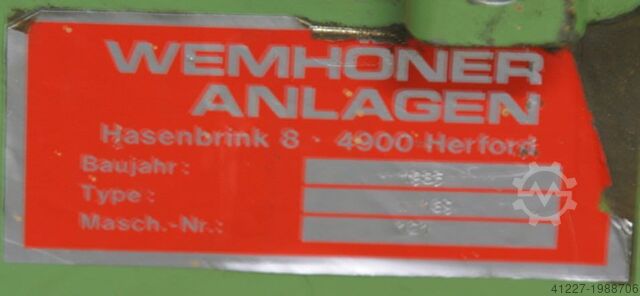 WEMHÖNER
ANLAGEN
Hasenbrink 8 · 4900 Herford
Baujahr:
Type:
Masch.-Nr.:
41227-1988706